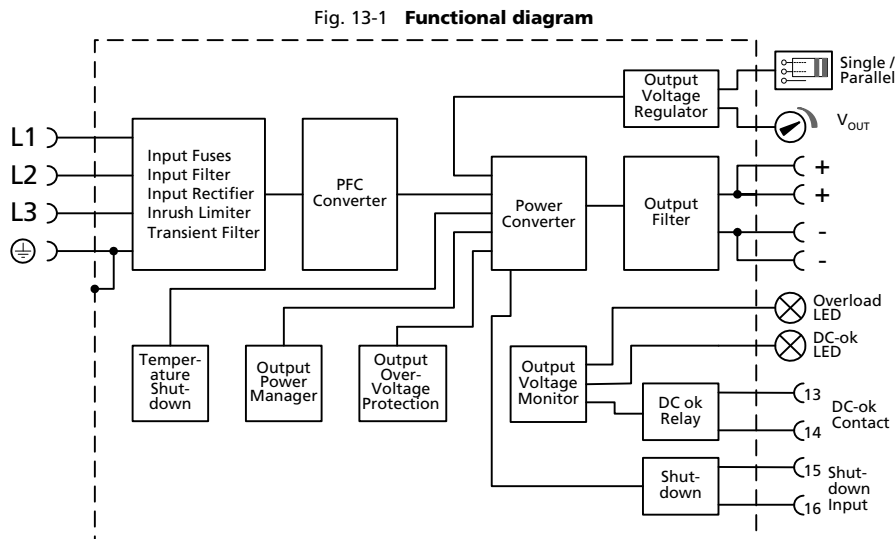 Fig. 13-1 Functional diagram
Output
Voltage
Regulator
Single /
Parallel
VOUT
L1
L2
L3
Input Fuses
Input Filter
Input Rectifier
Inrush Limiter
Transient Filter
PFC
Converter
Power
Converter
Output
Filter
+
+
-
-
Temper-
ature
Shut-
down
Output
Power
Manager
Output
Over-
Voltage
Protection
Output
Voltage
Monitor
Overload
LED
DC-ok
LED
DC ok
Relay
13
14
DC-ok
Contact
Shut-
down
15
16
Shut-
down
Input